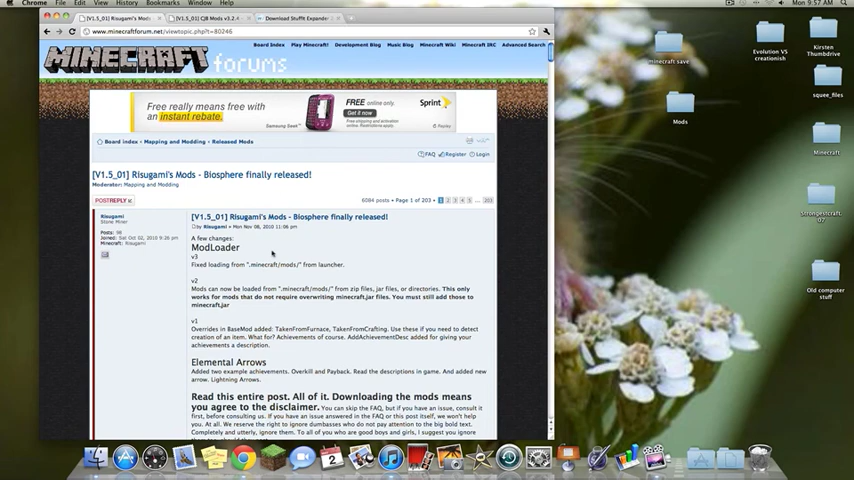 Chrome File Edit View History Bookmarks Window Help
Mon 9:57 AM
[V1.5_01] Risugami's Mods
[V1.5_01] CJB Mods v3.2.4
Download StuffIt Expander
www.minecraftforum.net/viewtopic.php?t=80246
Board Index Play Minecraft! Development Blog Music Blog Minecraft Wiki Minecraft IRC Advanced Search
MINECRAFT forums
Free really means free with
an instant rebate.
FREE online only.
Get it now
Sprint
Samsung Seek™
Board index ‹ Mapping and Modding ‹ Released Mods
FAQ Register Login
[V1.5_01] Risugami's Mods - Biosphere finally released!
Moderator: Mapping and Modding
POSTREPLY
6084 posts • Page 1 of 203 • 1 2 3 4 5 ... 203
Risugami
Stone Miner
Posts: 98
Joined: Sat Oct 02, 2010 9:26 pm
Minecraft: Risugami
[V1.5_01] Risugami's Mods - Biosphere finally released!
by Risugami » Mon Nov 08, 2010 11:06 pm
A few changes:
ModLoader
v3
Fixed loading from ".minecraft/mods/" from launcher.
v2
Mods can now be loaded from ".minecraft/mods/" from zip files, jar files, or directories. This only
works for mods that do not require overwriting minecraft.jar files. You must still add those to
minecraft.jar
v1
Overrides in BaseMod added: TakenFromFurnace, TakenFromCrafting. Use these if you need to detect
creation of an item. What for? Achievements of course. AddAchievementDesc added for giving your
achievements a description.
Elemental Arrows
Added two example achievements. Overkill and Payback. Read the descriptions in game. And added new
arrow. Lightning Arrows.
Read this entire post. All of it. Downloading the mods means
you agree to the disclaimer. You can skip the FAQ, but if you have an issue, consult it
first, before consulting us. If you have an issue answered in the FAQ or this post itself, we won't help
you. At all. We reserve the right to ignore dumbasses who do not pay attention to the big bold text.
Completely and utterly, ignore them. To all of you who are good boys and girls, I suggest you ignore
minecraft save
Mods
Evolution VS
creationish
Kirsten
Thumbdrive
squee_files
Minecraft
Strongestcraft.
07
Old computer
stuff
2